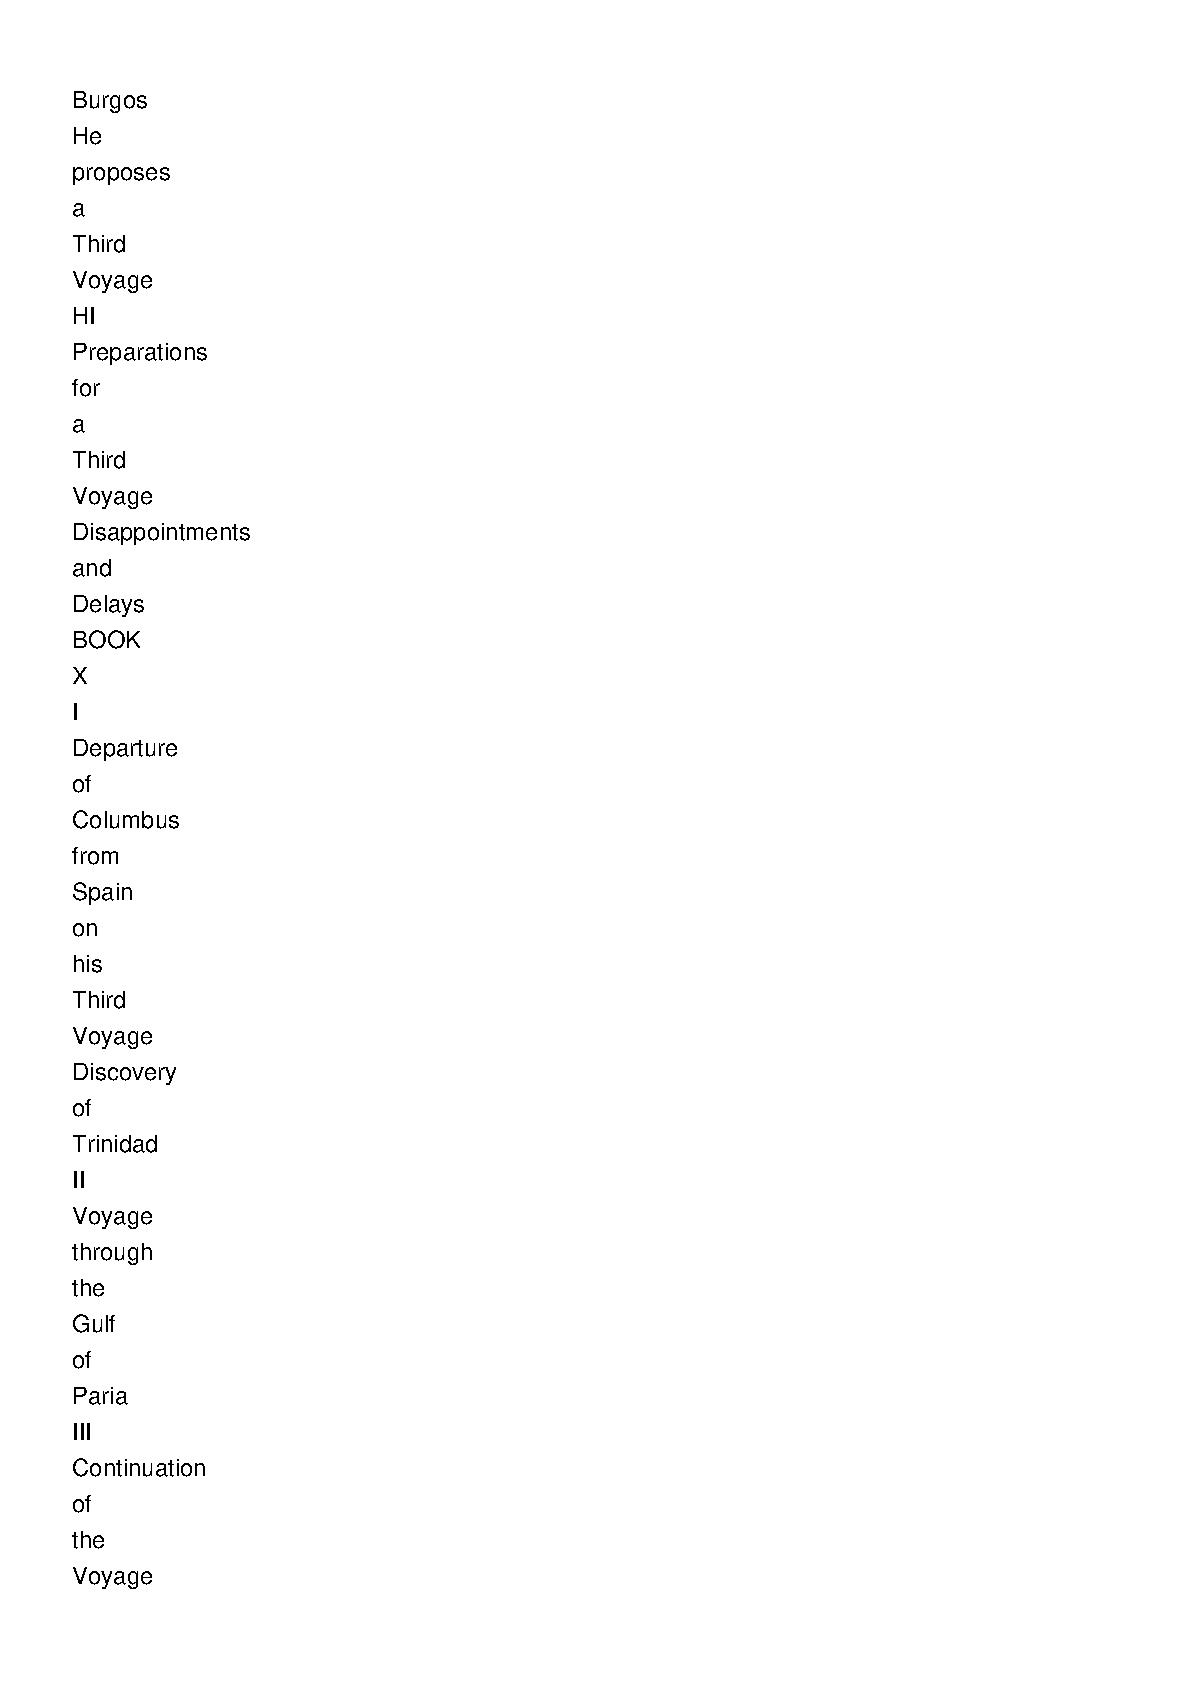 Burgos
He
proposes
a
Third
Voyage
HI
Preparations
for
a
Third
Voyage
Disappointments
and
Delays
BOOK
X
I
Departure
of
Columbus
from
Spain
on
his
Third
Voyage
Discovery
of
Trinidad
II
Voyage
through
the
Gulf
of
Paria
III
Continuation
of
the
Voyage